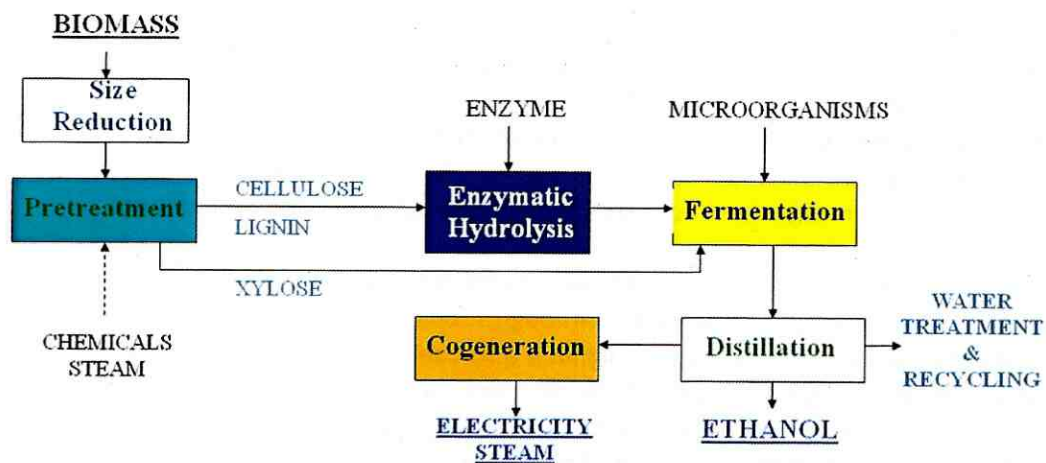 BIOMASS
Size
Reduction
ENZYME
MICROORGANISMS
Pretreatment
CELLULOSE
LIGNIN
Enzymatic
Hydrolysis
Fermentation
XYLOSE
CHEMICALS
STEAM
Cogeneration
Distillation
WATER
TREATMENT
&
RECYCLING
ELECTRICITY
STEAM
ETHANOL